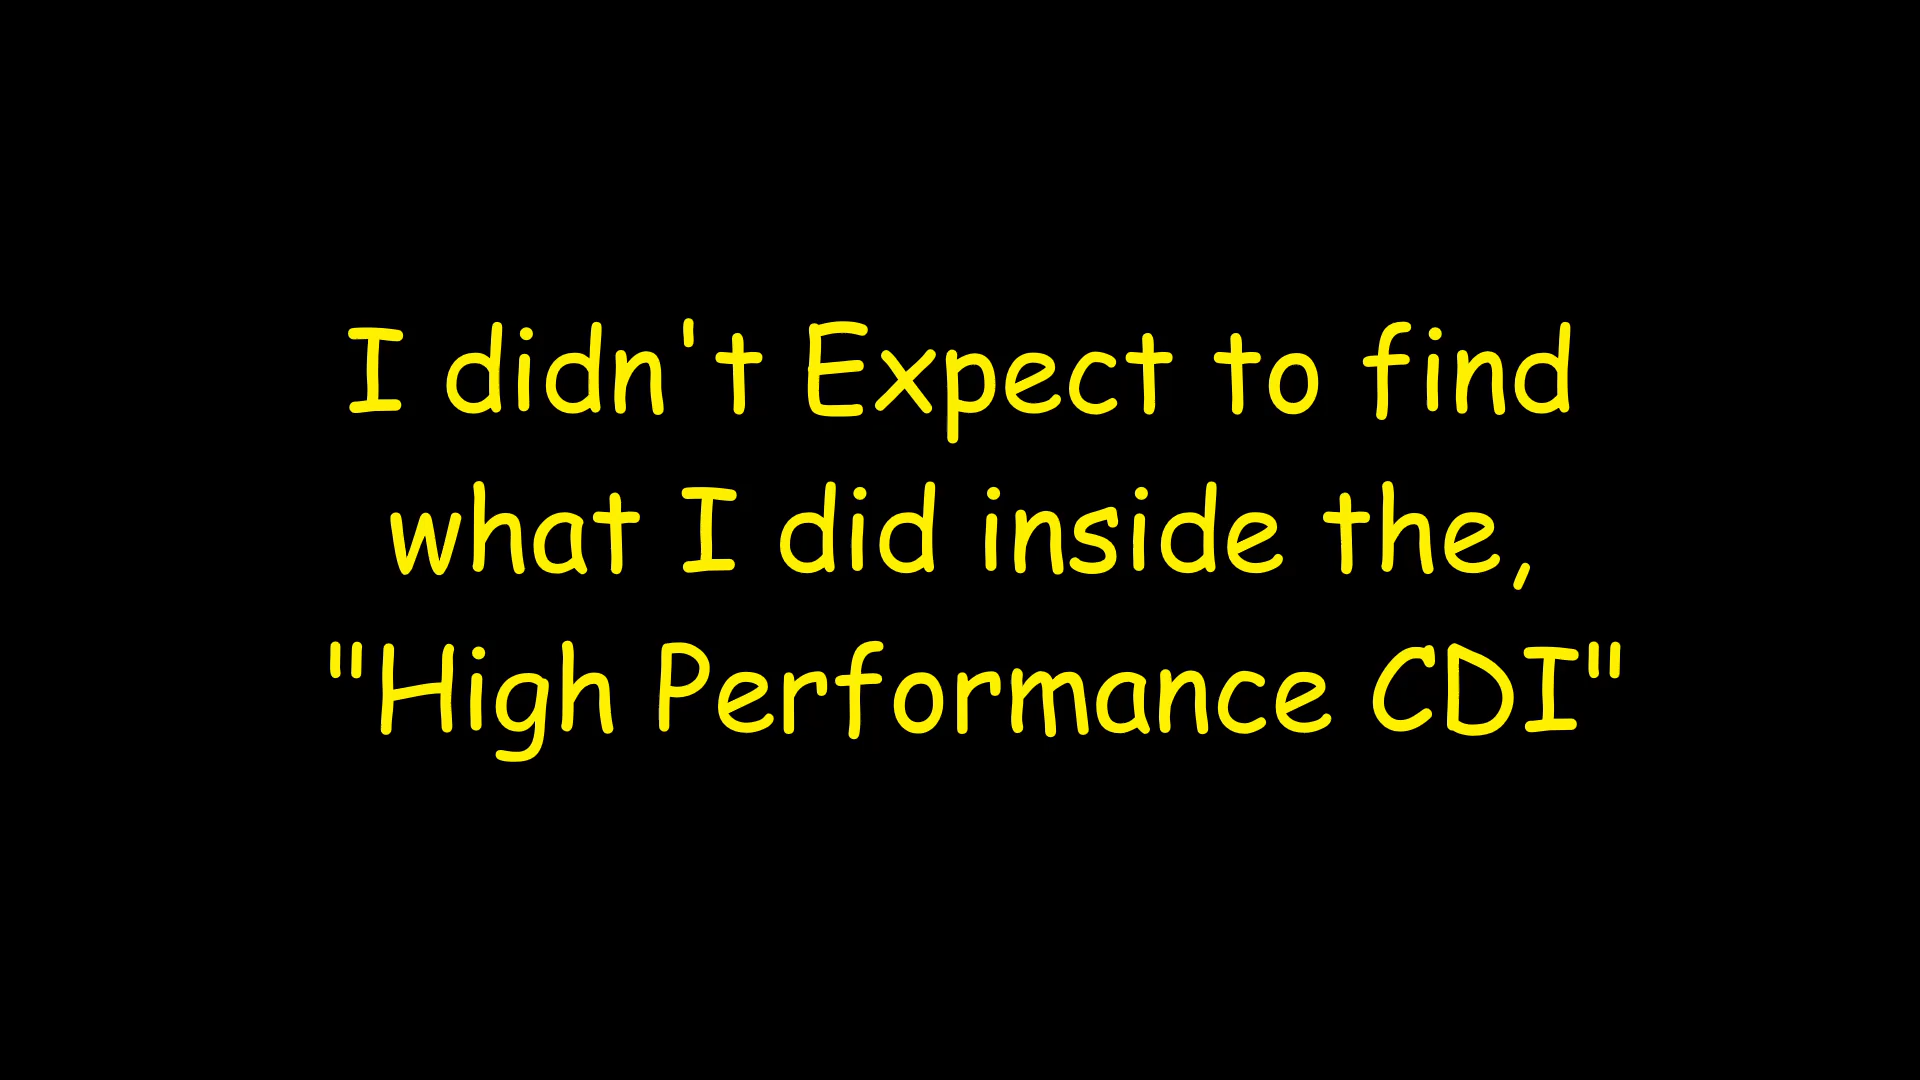 I didn't Expect to find
what I did inside the,
"High Performance CDI"